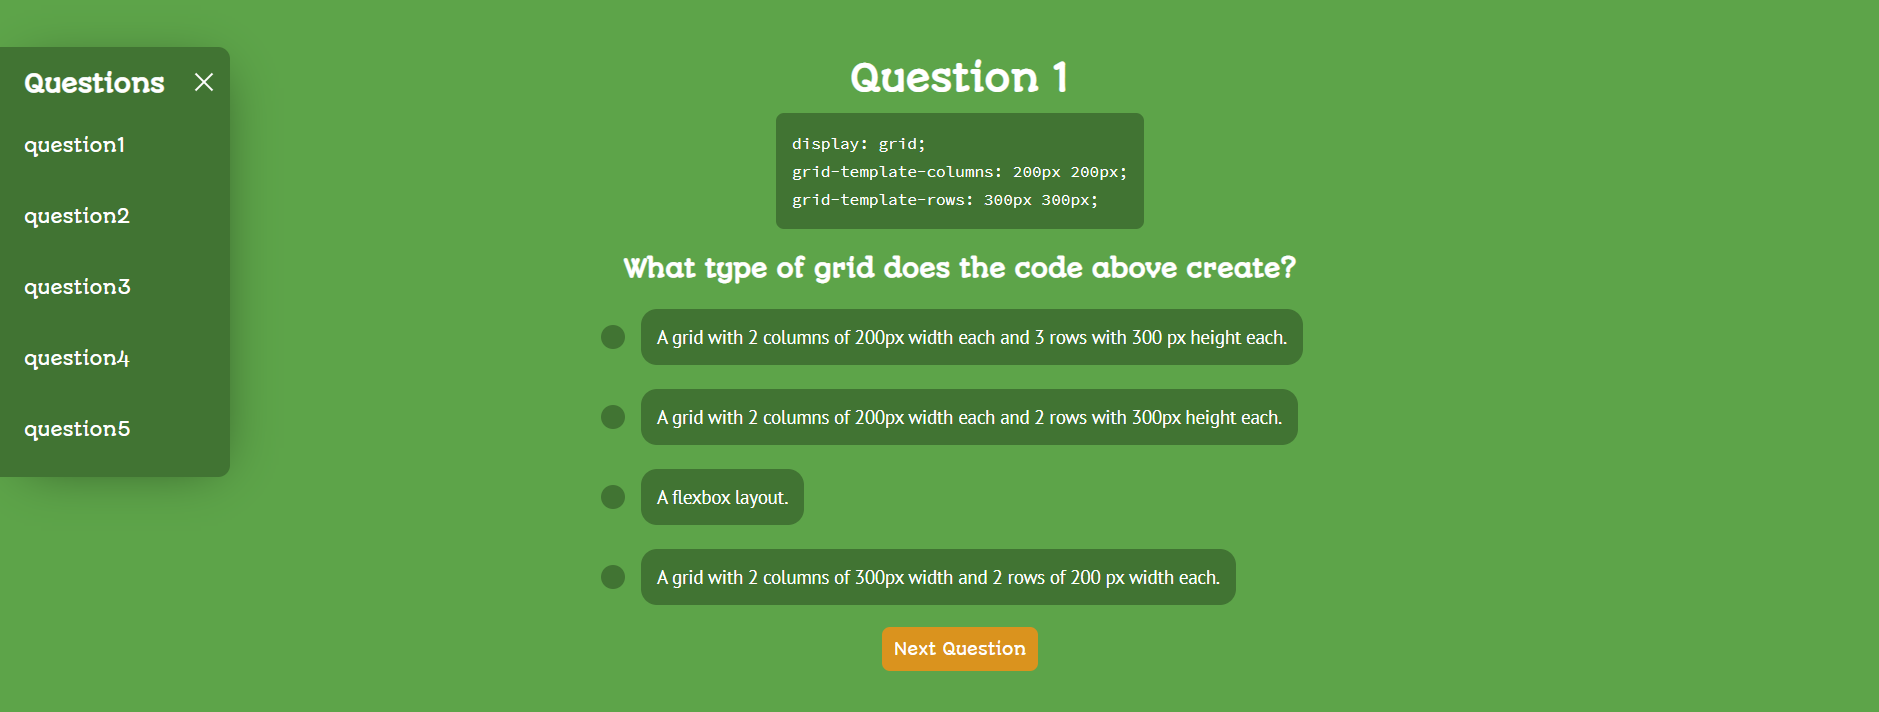 Questions
question1
question2
question3
question4
question5
Question 1
display: grid;
grid-template-columns: 200px 200px;
grid-template-rows: 300px 300px;
What type of grid does the code above create?
A grid with 2 columns of 200px width each and 3 rows with 300 px height each.
A grid with 2 columns of 200px width each and 2 rows with 300px height each.
A flexbox layout.
A grid with 2 columns of 300px width and 2 rows of 200 px width each.
Next Question